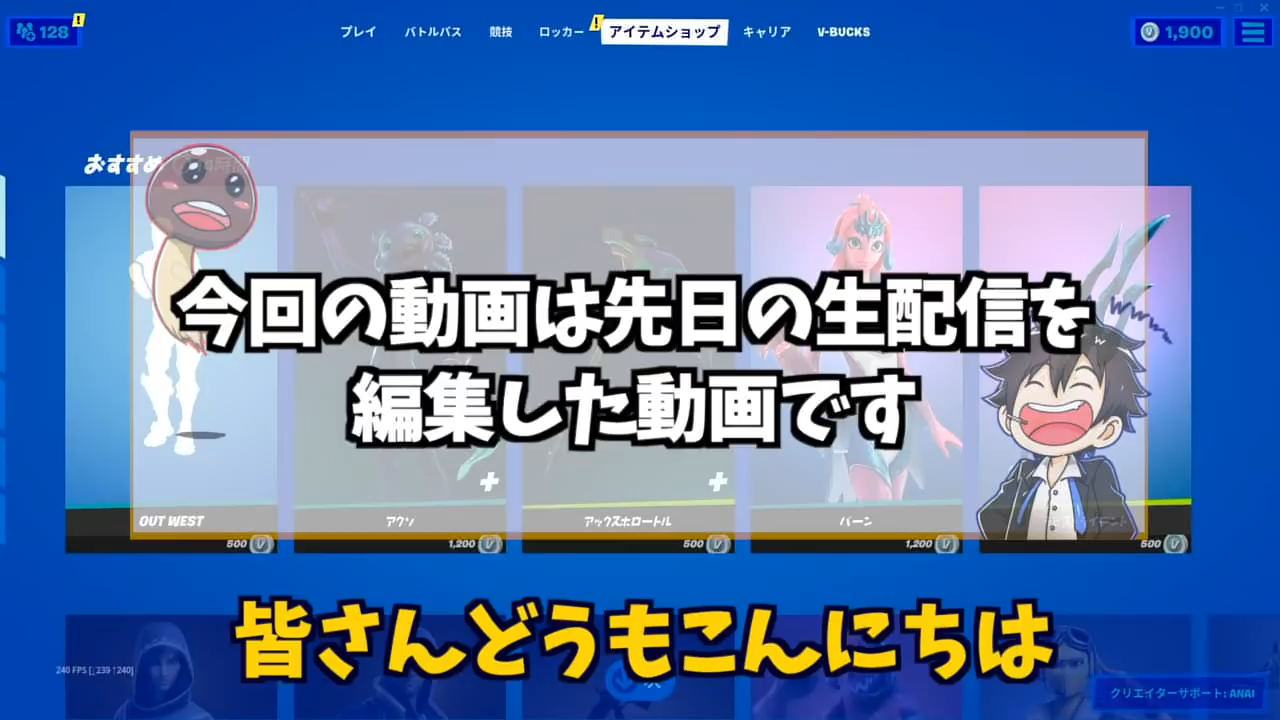 128
プレイ
バトルパス
競技
ロッカー
アイテムショップ
キャリア
V-BUCKS
1,900
おすすめ
今回の動画は先日の生配信を
編集した動画です
OUT WEST
アクソ
アックスホロートル
500
1,200
500
1,200
500
皆さんどうもこんにちは
240 FPS [↓239 ↑240]
クリエイターサポート: ANAI